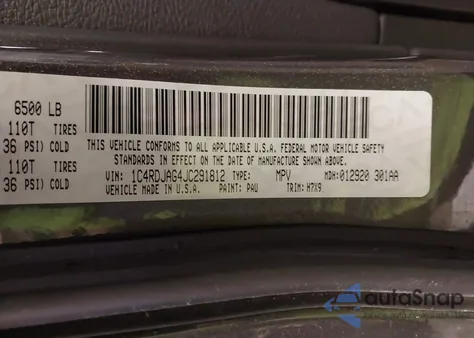 6500 LB
110T TIRES
36 PSI) COLD
110T TIRES
36 PSI) COLD
THIS VEHICLE CONFORMS TO ALL APPLICABLE U.S.A. FEDERAL MOTOR VEHICLE SAFETY
STANDARDS IN EFFECT ON THE DATE OF MANUFACTURE SHOWN ABOVE.
VIN: 1C4RDJAG4JC291812 TYPE: MPV MDH: 012920 301AA
VEHICLE MADE IN U.S.A. PAINT: PAU TRIM: H7X9
autoSnap